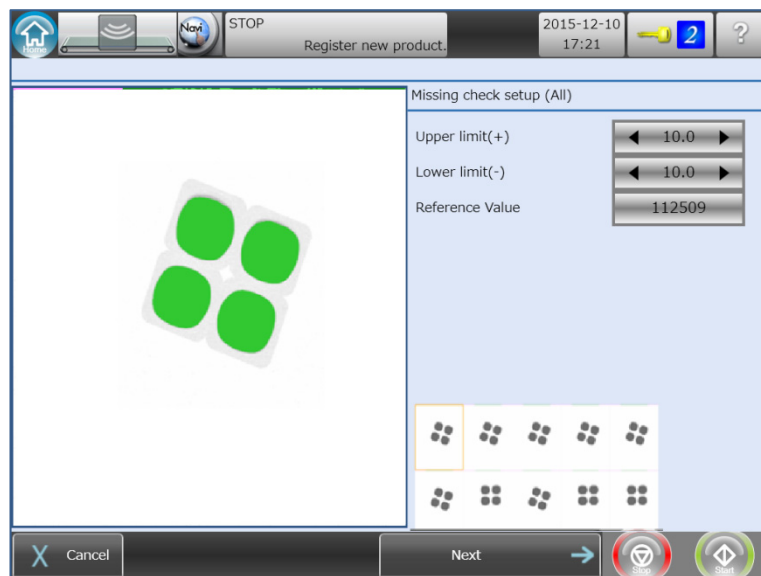 Home
Navi
STOP
Register new product.
2015-12-10
17:21
2
?
Missing check setup (All)
Upper limit(+)
10.0
Lower limit(-)
10.0
Reference Value
112509
X Cancel
Next
Stop
Start